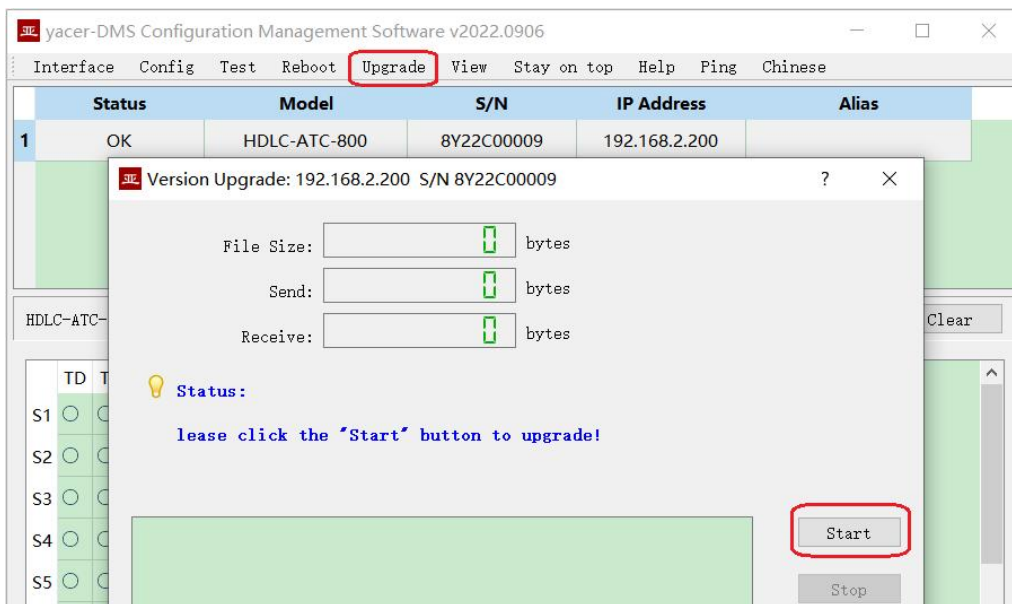 亚 yacer-DMS Configuration Management Software v2022.0906
Interface Config Test Reboot Upgrade View Stay on top Help Ping Chinese
Status Model S/N IP Address Alias
1 OK HDLC-ATC-800 8Y22C00009 192.168.2.200
亚 Version Upgrade: 192.168.2.200 S/N 8Y22C00009 ?
File Size: 0 bytes
Send: 0 bytes
HDLC-ATC- Clear
Receive: 0 bytes
TD T
Status:
S1
lease click the "Start" button to upgrade!
S2
S3
S4 Start
S5 Stop